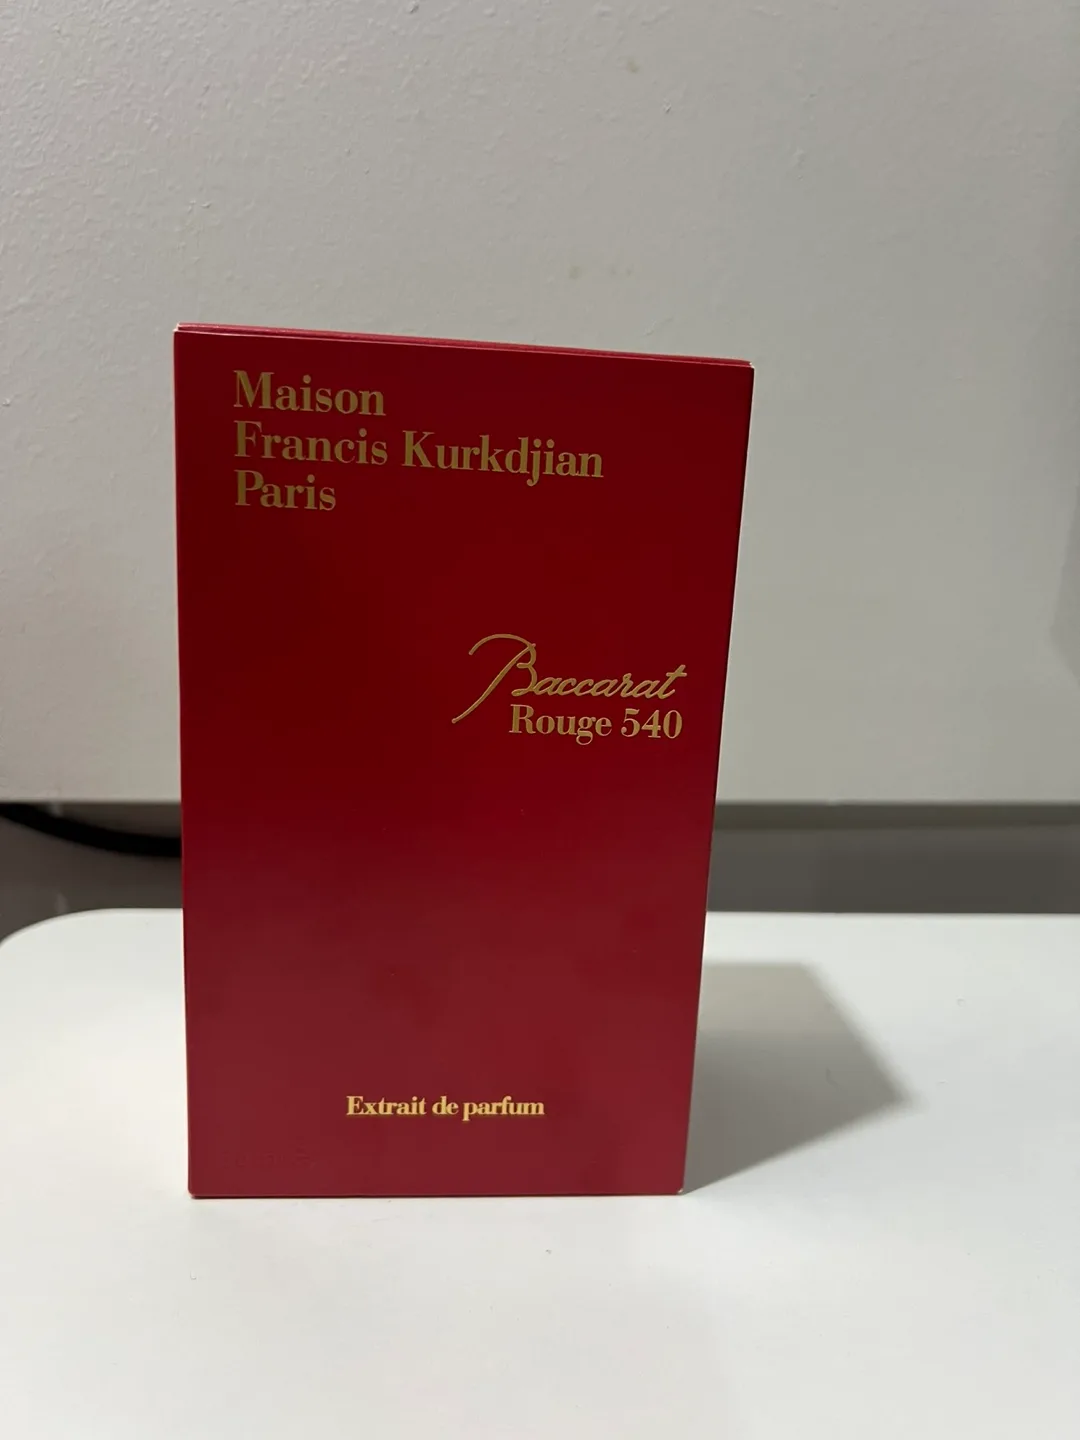 Maison
Francis Kurkdjian
Paris
Baccarat
Rouge 540
Extrait de parfum